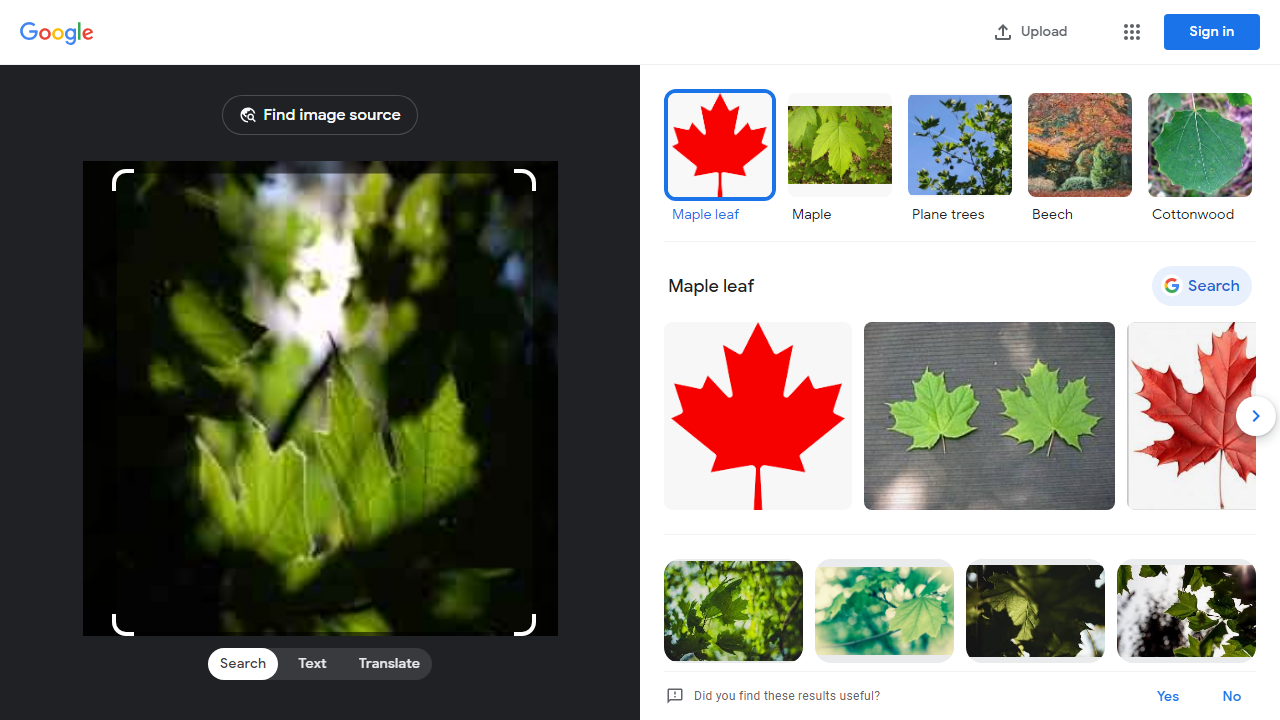 Google
Upload
Sign in
Find image source
Maple leaf
Maple
Plane trees
Beech
Cottonwood
Maple leaf
Search
Search
Text
Translate
Did you find these results useful?
Yes
No